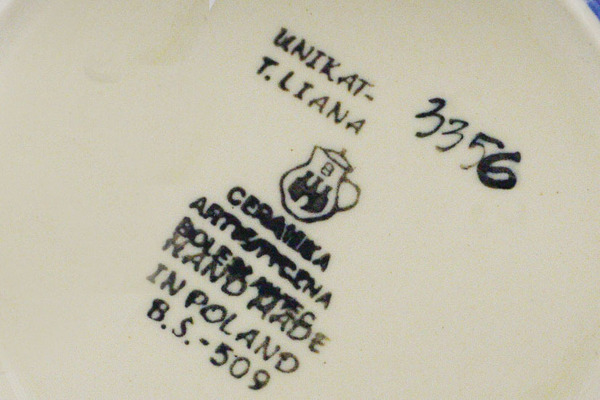 UNIKAT-
T. LIANA
3356
B
CERAMIKA
ARTYSTYCZNA
BOLESŁAWIEC
HAND MADE
IN POLAND
B.S.-509